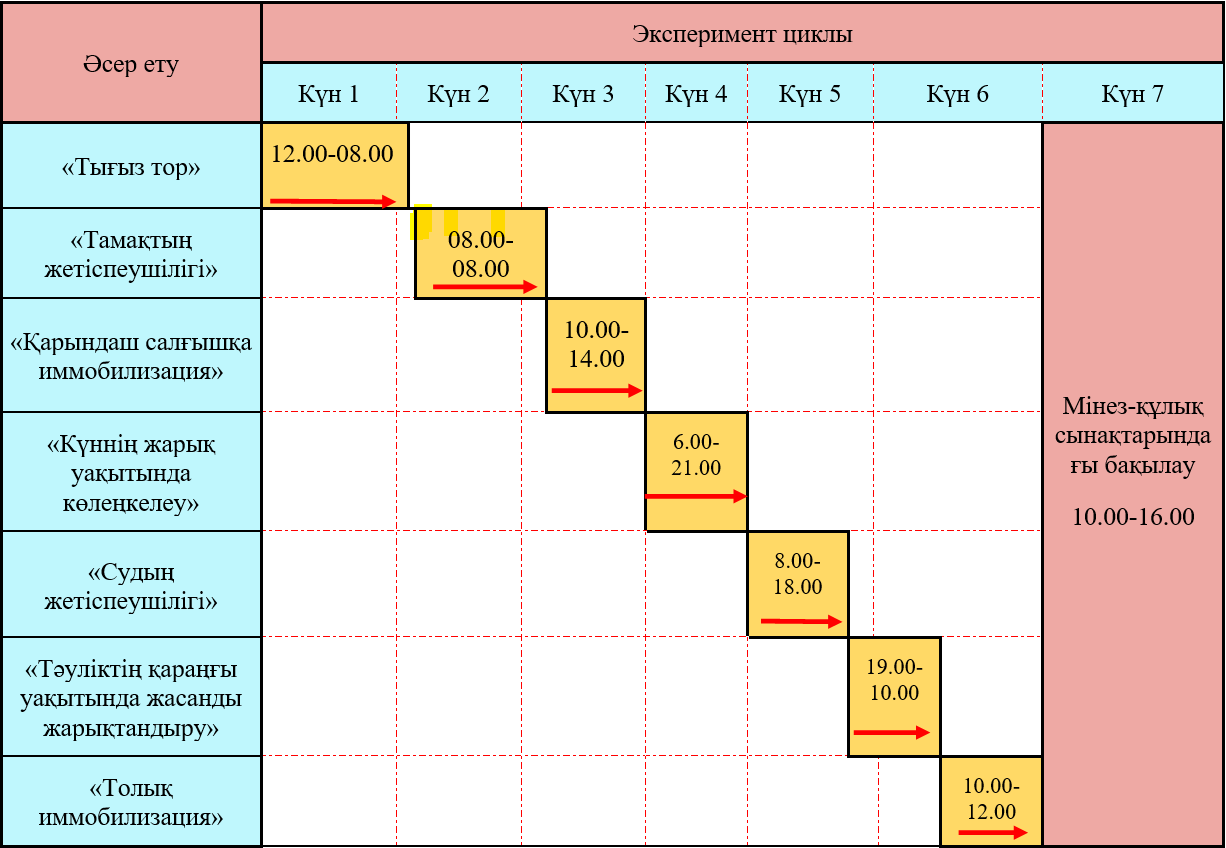 Әсер ету
Эксперимент циклы
Күн 1
Күн 2
Күн 3
Күн 4
Күн 5
Күн 6
Күн 7
«Тығыз тор»
12.00-08.00
«Тамақтың
жетіспеушілігі»
08.00-
08.00
«Қарындаш салғышқа
иммобилизация»
10.00-
14.00
«Күннің жарық
уақытында
көлеңкелеу»
6.00-
21.00
«Судың
жетіспеушілігі»
8.00-
18.00
«Тәуліктің қараңғы
уақытында жасанды
жарықтандыру»
19.00-
10.00
«Толық
иммобилизация»
10.00-
12.00
Мінез-құлық
сынақтарында
ғы бақылау
10.00-16.00